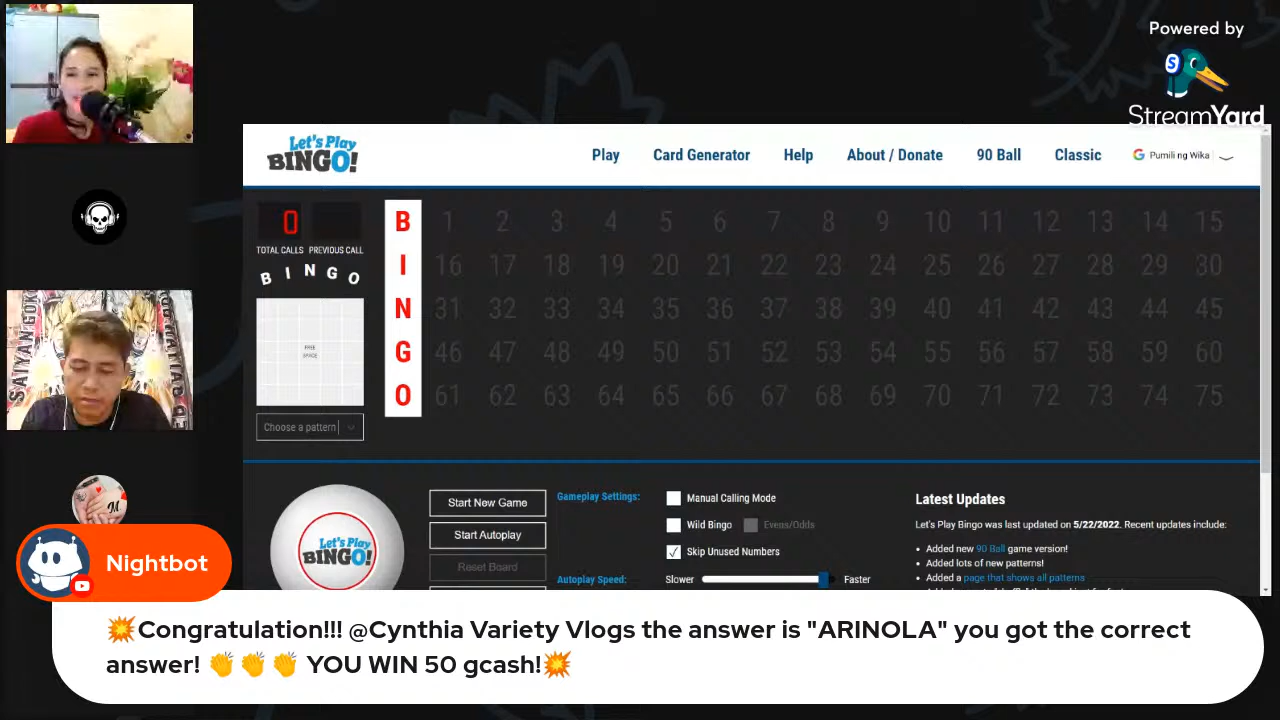 Powered by
StreamYard
Let's Play
BINGO!
Play
Card Generator
Help
About / Donate
90 Ball
Classic
G Pumili ng Wika
0
TOTAL CALLS PREVIOUS CALL
B I N G O
FREE
SPACE
Choose a pattern
B 1 2 3 4 5 6 7 8 9 10 11 12 13 14 15
I 16 17 18 19 20 21 22 23 24 25 26 27 28 29 30
N 31 32 33 34 35 36 37 38 39 40 41 42 43 44 45
G 46 47 48 49 50 51 52 53 54 55 56 57 58 59 60
O 61 62 63 64 65 66 67 68 69 70 71 72 73 74 75
Let's Play
BINGO!
Start New Game
Start Autoplay
Reset Board
Gameplay Settings:
Manual Calling Mode
Wild Bingo
Evens/Odds
Skip Unused Numbers
Autoplay Speed:
Slower
Faster
Latest Updates
Let's Play Bingo was last updated on 5/22/2022. Recent updates include:
• Added new 90 Ball game version!
• Added lots of new patterns!
• Added a page that shows all patterns
Nightbot
💥Congratulation!!! @Cynthia Variety Vlogs the answer is "ARINOLA" you got the correct
answer! 👏👏👏 YOU WIN 50 gcash!💥